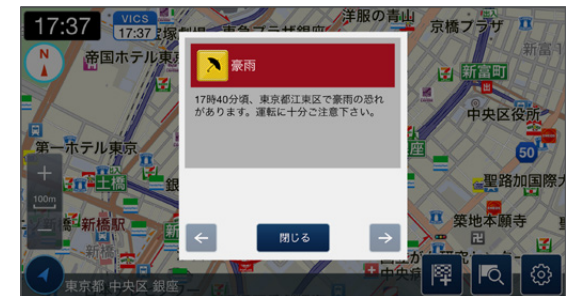 17:37
VICS
17:37
洋服の青山
京橋プラザ
帝国ホテル東
豪雨
17時40分頃、東京都江東区で豪雨の恐れ
があります。運転に十分ご注意下さい。
新富町
中央区役所
第一ホテル東京
50
100m
土橋
銀
聖路加国際
新橋駅
築地本願寺
新橋
閉じる
東京都 中央区 銀座